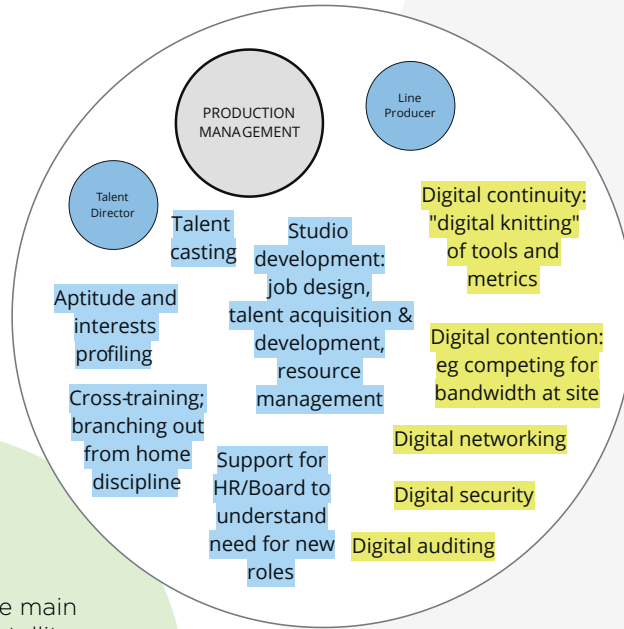 PRODUCTION
MANAGEMENT
Line
Producer
Talent
Director
Talent
casting
Aptitude and
interests
profiling
Cross-training;
branching out
from home
discipline
Studio
development:
job design,
talent acquisition &
development,
resource
management
Support for
HR/Board to
understand
need for new
roles
Digital continuity:
"digital knitting"
of tools and
metrics
Digital contention:
eg competing for
bandwidth at site
Digital networking
Digital security
Digital auditing
main